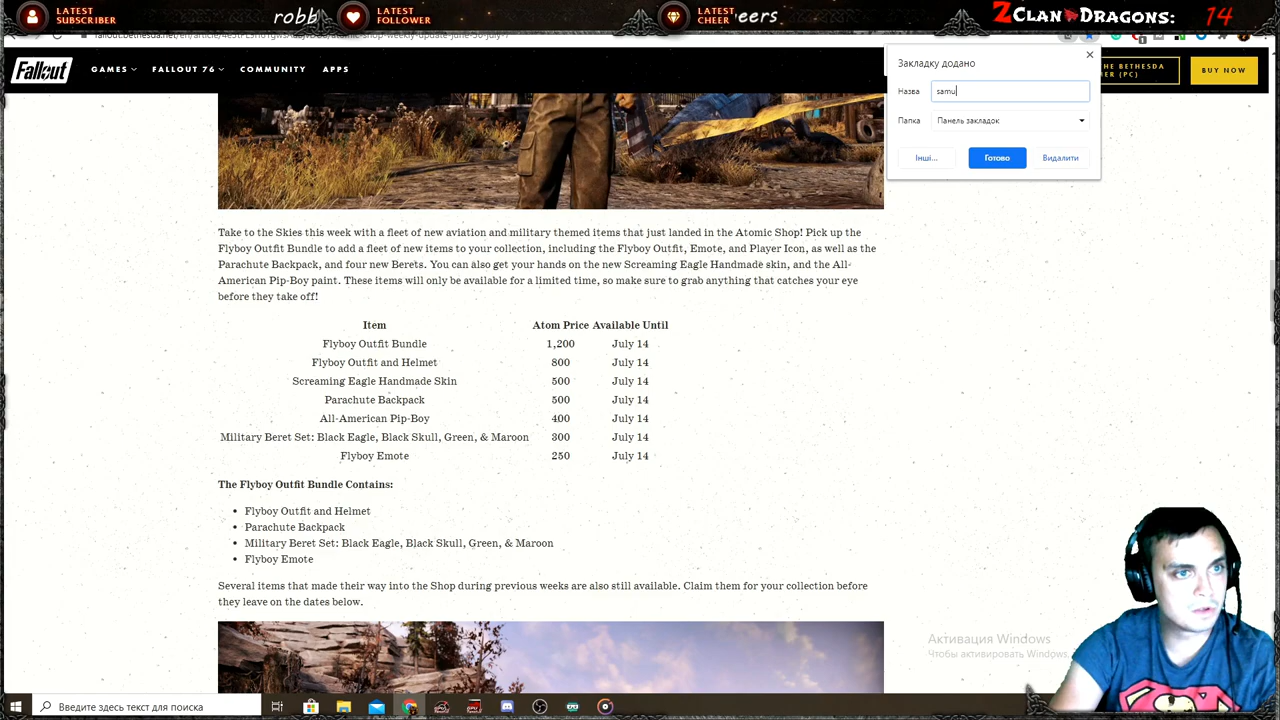 LATEST
SUBSCRIBER
robb
LATEST
FOLLOWER
LATEST
CHEER
eers
ZClanDragons: 14
Fallout
GAMES
FALLOUT 76
COMMUNITY
APPS
BUY NOW
Закладку додано
Назва
samu
Папка
Панель закладок
Інші...
Готово
Видалити
Take to the Skies this week with a fleet of new aviation and military themed items that just landed in the Atomic Shop! Pick up the
Flyboy Outfit Bundle to add a fleet of new items to your collection, including the Flyboy Outfit, Emote, and Player Icon, as well as the
Parachute Backpack, and four new Berets. You can also get your hands on the new Screaming Eagle Handmade skin, and the All-
American Pip-Boy paint. These items will only be available for a limited time, so make sure to grab anything that catches your eye
before they take off!
Item Atom Price Available Until
Flyboy Outfit Bundle 1,200 July 14
Flyboy Outfit and Helmet 800 July 14
Screaming Eagle Handmade Skin 500 July 14
Parachute Backpack 500 July 14
All-American Pip-Boy 400 July 14
Military Beret Set: Black Eagle, Black Skull, Green, & Maroon 300 July 14
Flyboy Emote 250 July 14
The Flyboy Outfit Bundle Contains:
• Flyboy Outfit and Helmet
• Parachute Backpack
• Military Beret Set: Black Eagle, Black Skull, Green, & Maroon
• Flyboy Emote
Several items that made their way into the Shop during previous weeks are also still available. Claim them for your collection before
they leave on the dates below.
Активация Windows
Чтобы активировать Windows,
Введите здесь текст для поиска